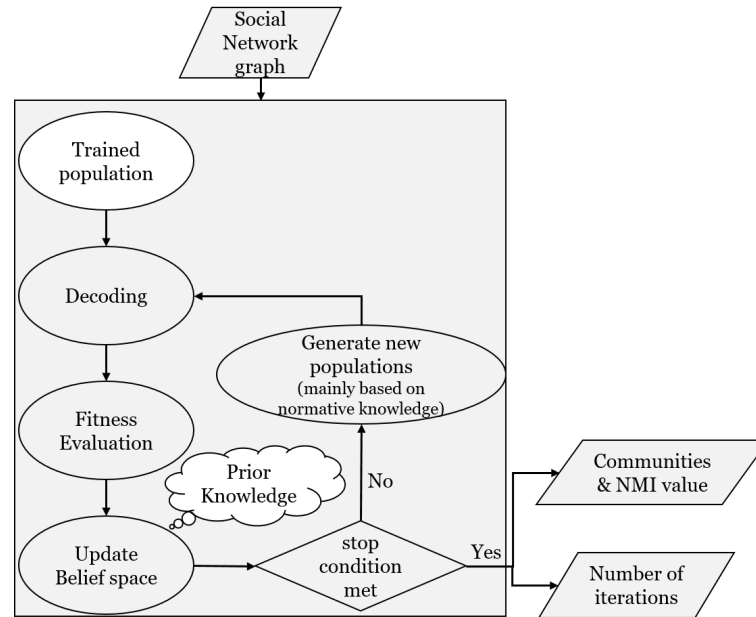 Social
Network
graph
Trained
population
Decoding
Generate new
populations
(mainly based on
normative knowledge)
Fitness
Evaluation
Prior
Knowledge
No
Communities
& NMI value
Update
Belief space
stop
condition
met
Yes
Number of
iterations